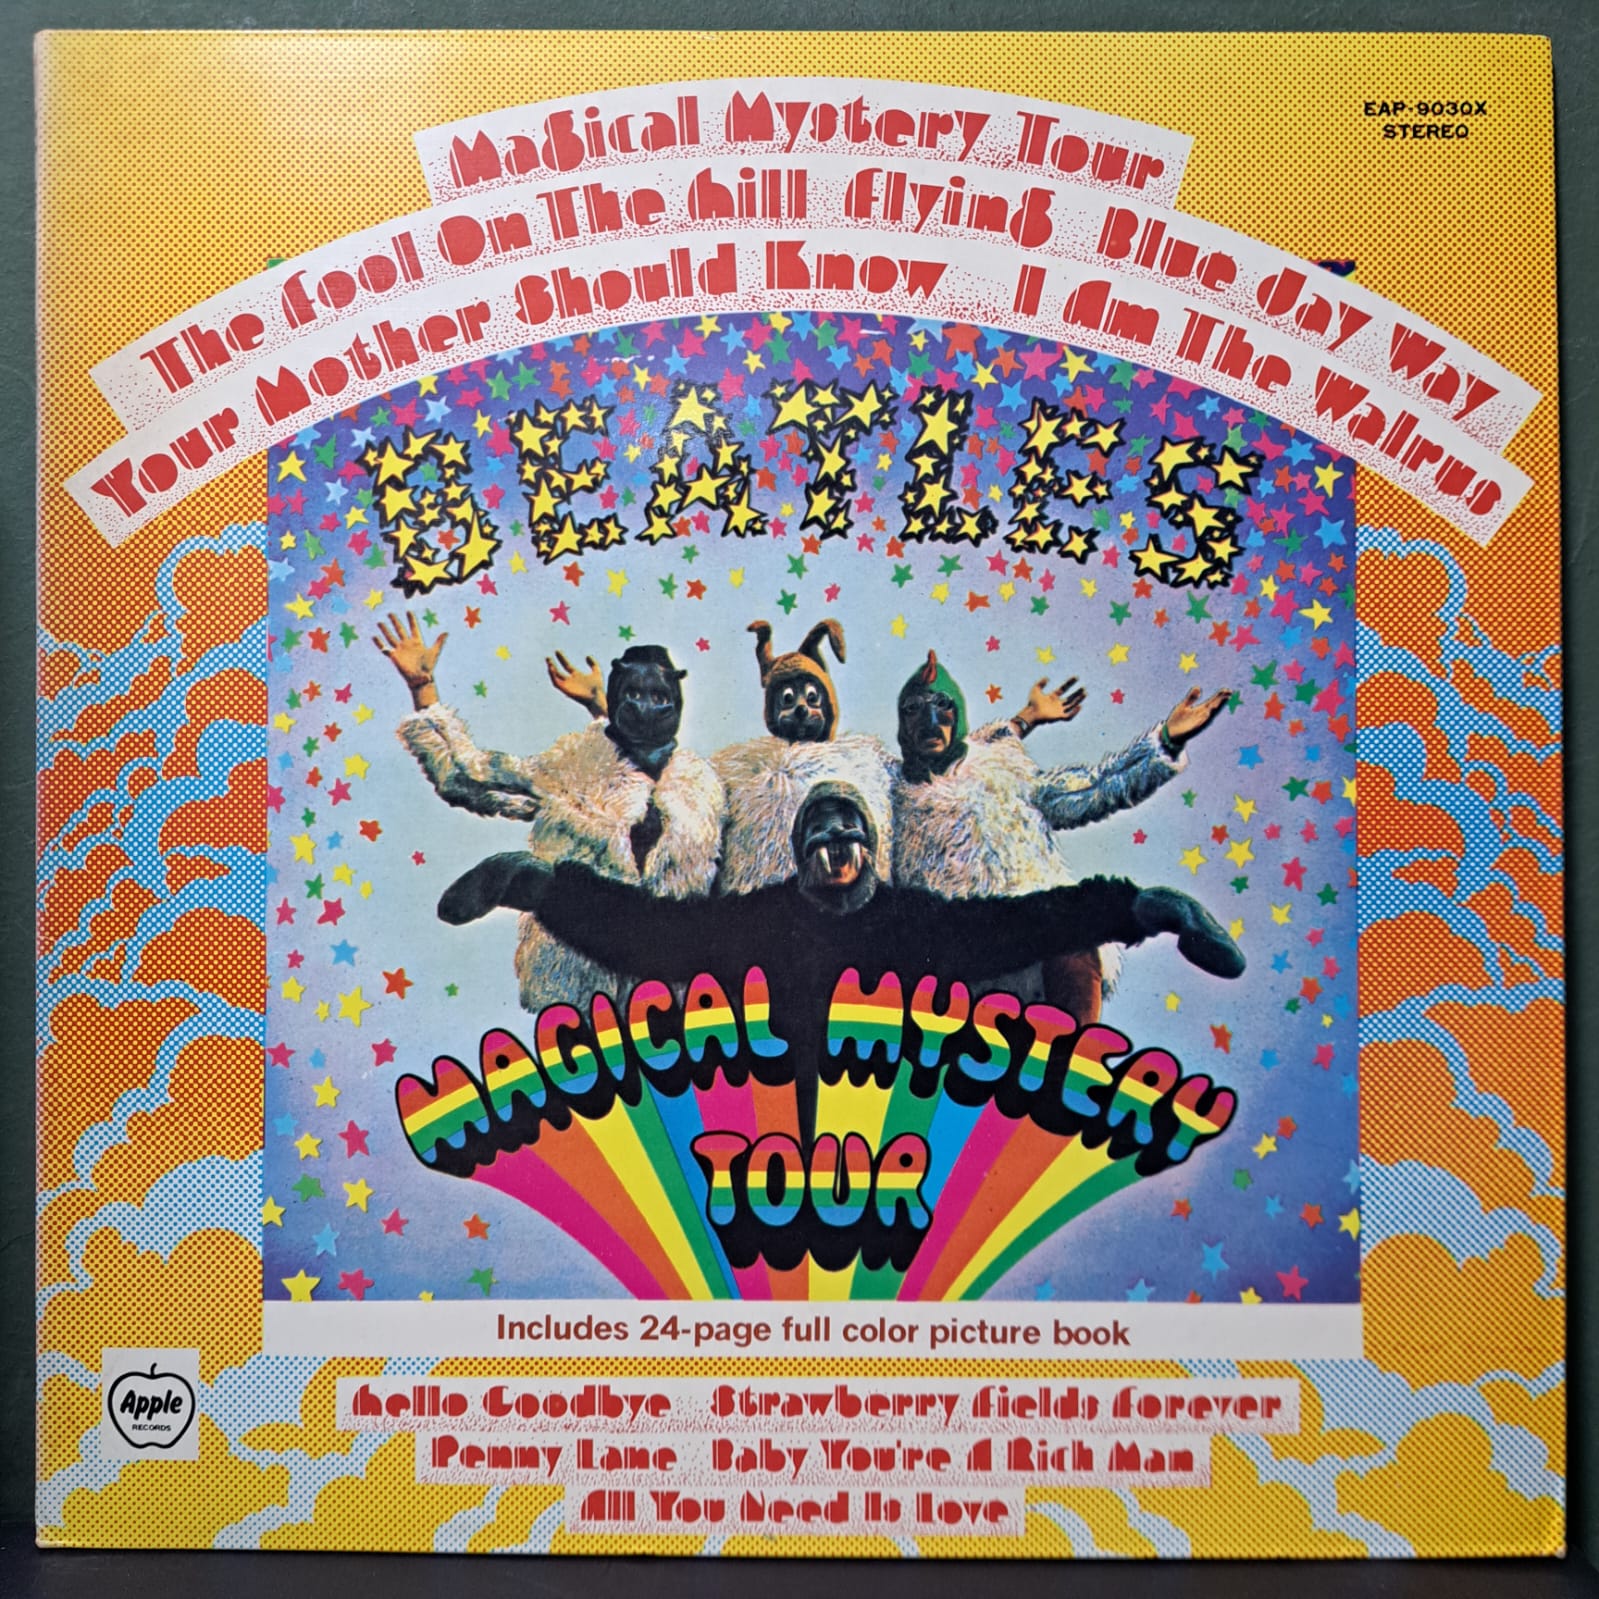 EAP-9030X
STEREO
Magical Mystery Tour
The Fool On The Hill Flying Blue Jay Way
Your Mother Should Know I Am The Walrus
BEATLES
MAGICAL MYSTERY
TOUR
Includes 24-page full color picture book
Apple
RECORDS
Hello Goodbye Strawberry Fields Forever
Penny Lane Baby You're A Rich Man
All You Need Is Love